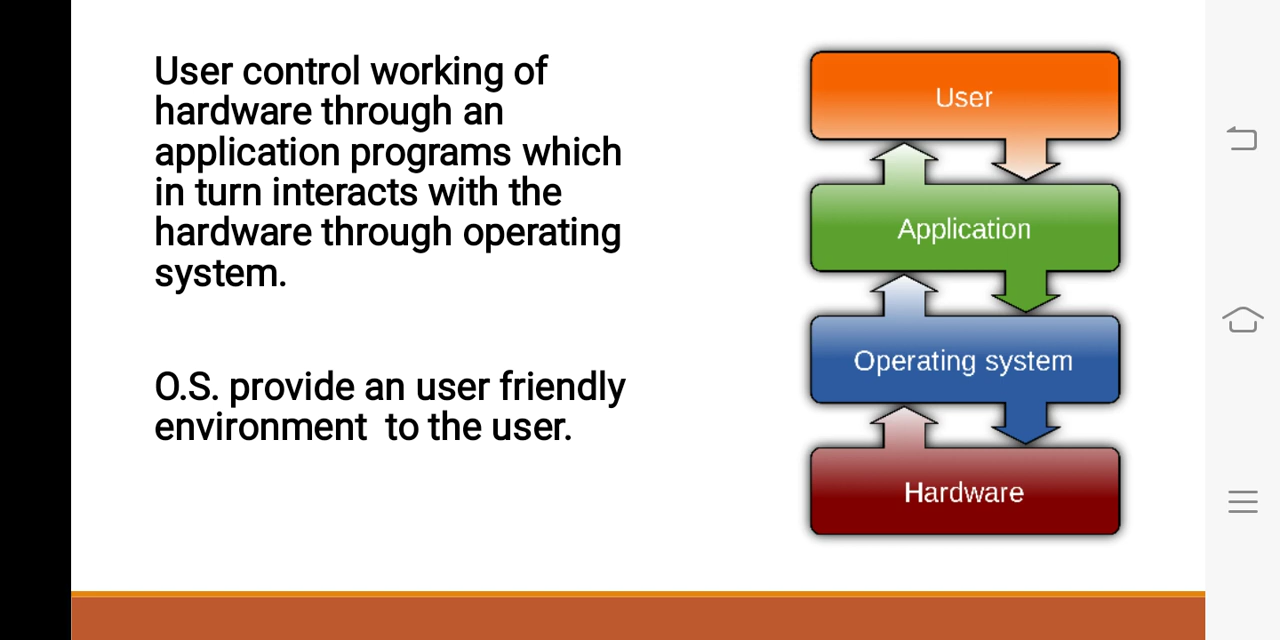 User control working of
hardware through an
application programs which
in turn interacts with the
hardware through operating
system.
O.S. provide an user friendly
environment  to the user.
User
Application
Operating system
Hardware